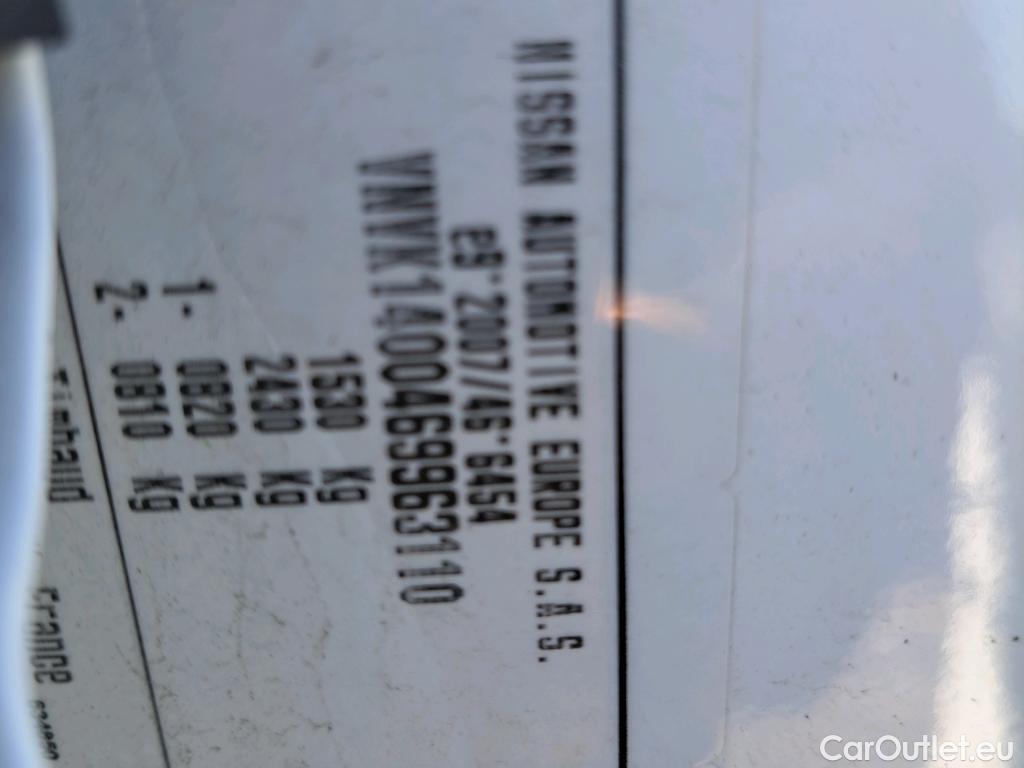 NISSAN AUTOMOTIVE EUROPE S.A.S.
e9*2007/46*6454
VNVK1400469963110
1530 Kg
2430 Kg
1- 0820 Kg
2- 0810 Kg
France
CarOutlet.eu